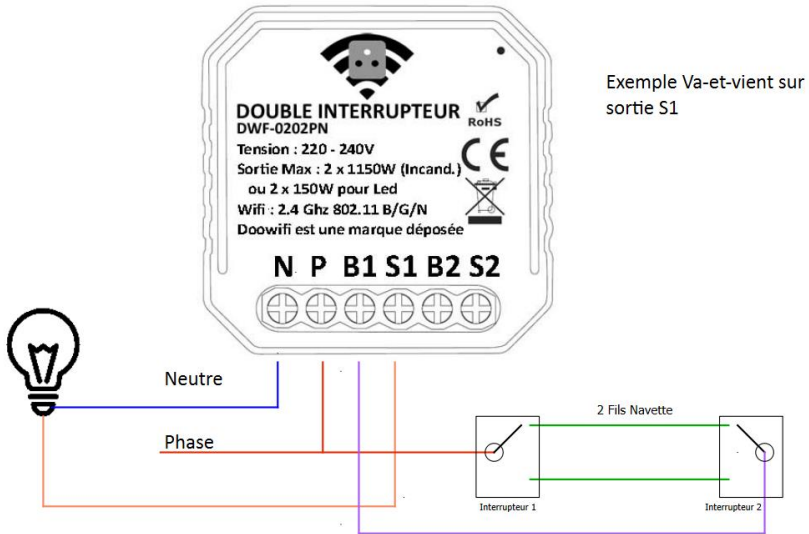 Exemple Va-et-vient sur
sortie S1
DOUBLE INTERRUPTEUR
DWF-0202PN
RoHS
Tension : 220 - 240V
Sortie Max : 2 x 1150W (Incand.)
ou 2 x 150W pour Led
Wifi : 2.4 Ghz 802.11 B/G/N
Doowifi est une marque déposée
CE
N P B1 S1 B2 S2
Neutre
Phase
2 Fils Navette
Interrupteur 1
Interrupteur 2